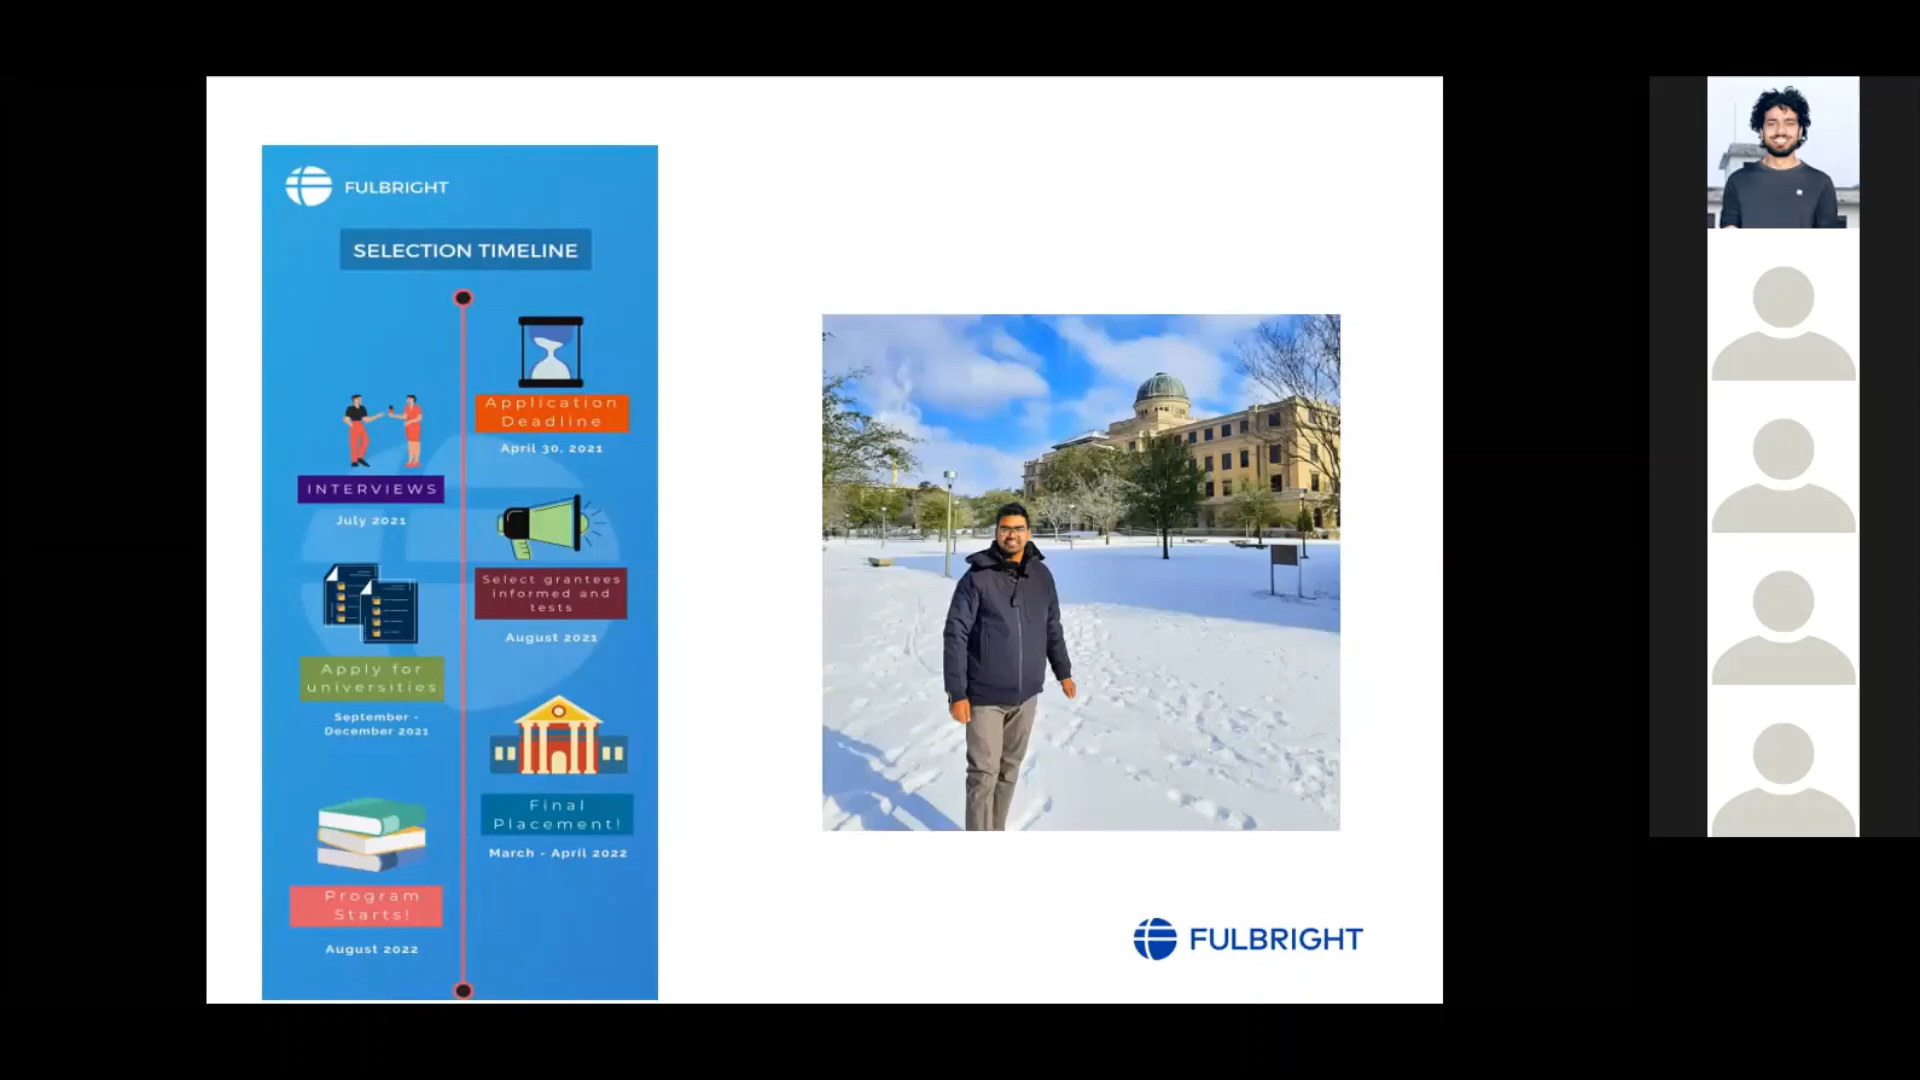 FULBRIGHT
SELECTION TIMELINE
Application
Deadline
April 30, 2021
INTERVIEWS
July 2021
Select grantees
informed and
tests
August 2021
Apply for
universities
September -
December 2021
Final
Placement!
March - April 2022
Program
Starts!
August 2022
FULBRIGHT